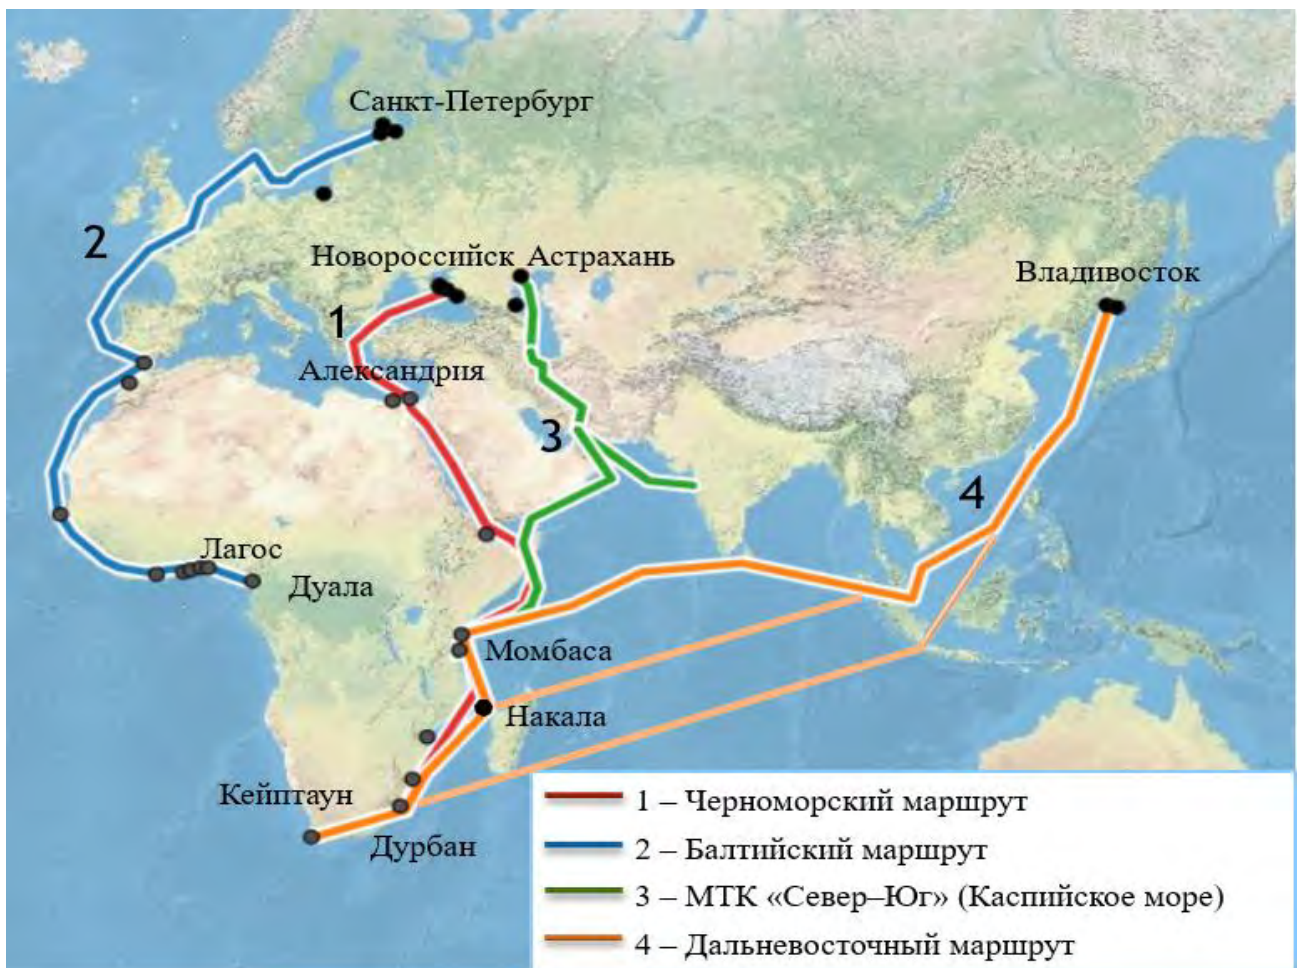 Санкт-Петербург
2
Новороссийск
Астрахань
Владивосток
1
Александрия
3
4
Лагос
Дуала
Момбаса
Накала
Кейптаун
Дурбан
1 – Черноморский маршрут
2 – Балтийский маршрут
3 – МТК «Север–Юг» (Каспийское море)
4 – Дальневосточный маршрут